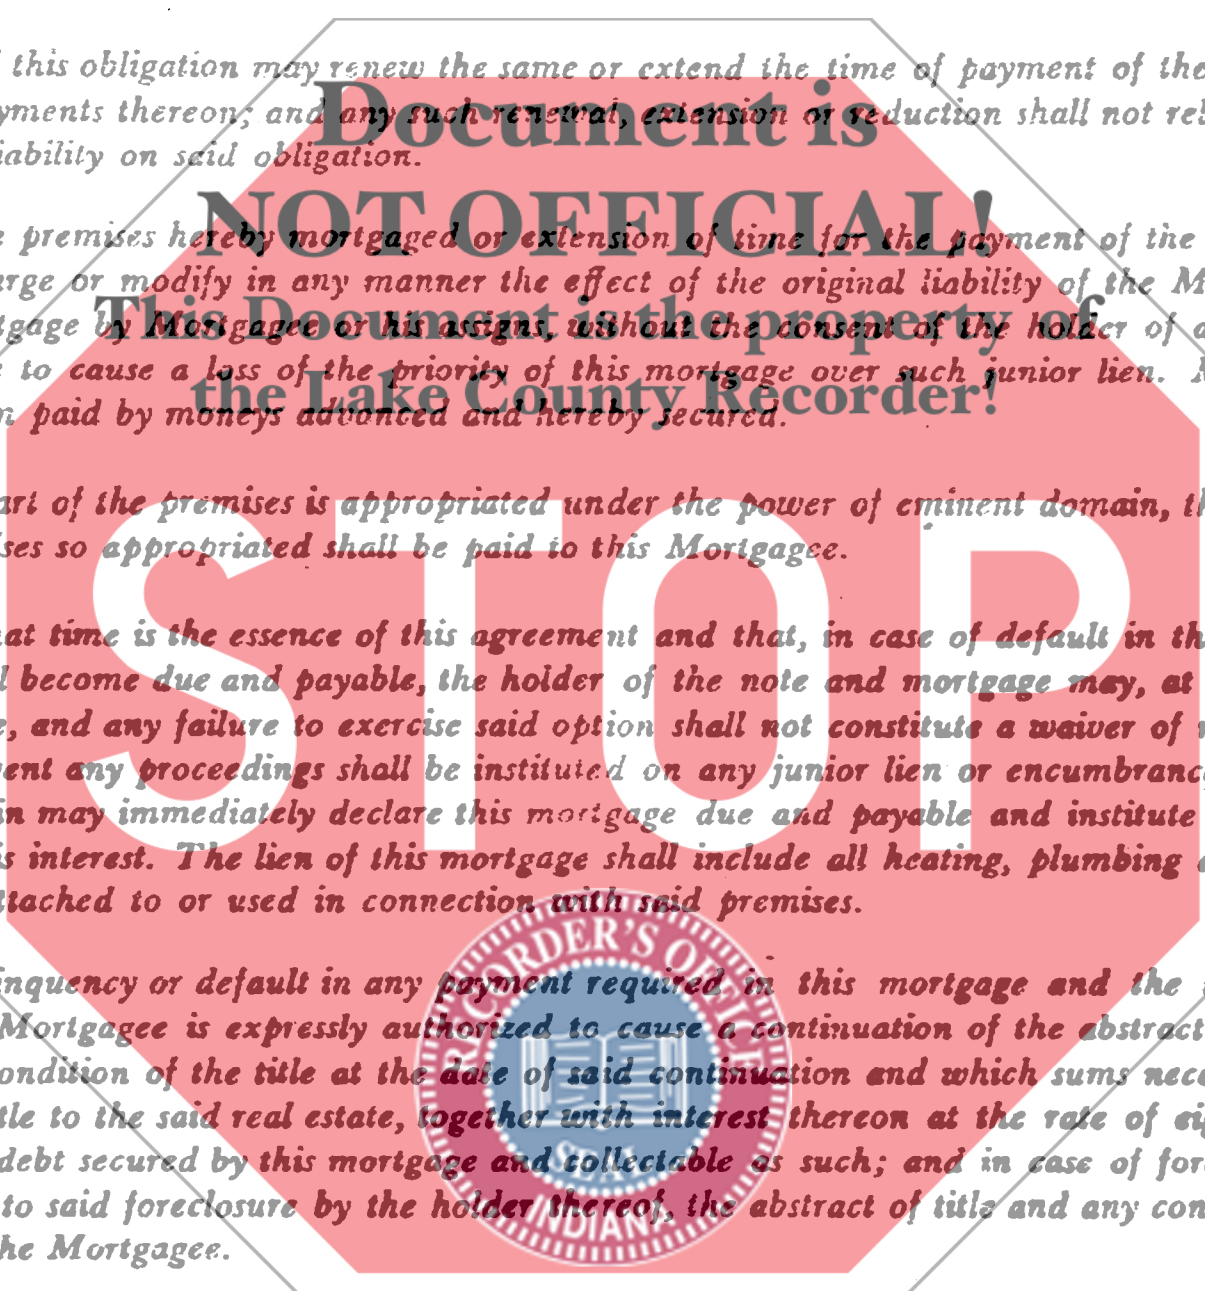 this obligation may renew the same or extend the time of payment of the
yments thereon; and any such renewal, extension or reduction shall not rel
iability on said obligation.
Document is
NOT OFFICIAL!
This Document is the property of
the Lake County Recorder!
e premises hereby mortgaged or extension of time for the payment of the
arge or modify in any manner the effect of the original liability of the M
tgage by Mortgagee or his assigns, without the consent of the holder of a
to cause a loss of the priority of this mortgage over such junior lien.
n paid by moneys advanced and hereby secured.
art of the premises is appropriated under the power of eminent domain, th
ises so appropriated shall be paid to this Mortgagee.
STOP
hat time is the essence of this agreement and that, in case of default in th
l become due and payable, the holder of the note and mortgage may, at
e, and any failure to exercise said option shall not constitute a waiver of
vent any proceedings shall be instituted on any junior lien or encumbranc
in may immediately declare this mortgage due and payable and institute
s interest. The lien of this mortgage shall include all heating, plumbing
ttached to or used in connection with said premises.
inquency or default in any payment required in this mortgage and the
Mortgagee is expressly authorized to cause a continuation of the abstract
ondition of the title at the date of said continuation and which sums nece
tle to the said real estate, together with interest thereon at the rate of eig
debt secured by this mortgage and collectable as such; and in case of for
to said foreclosure by the holder thereof, the abstract of title and any con
he Mortgagee.
RECORDER'S OFFICE
SEAL
INDIANA